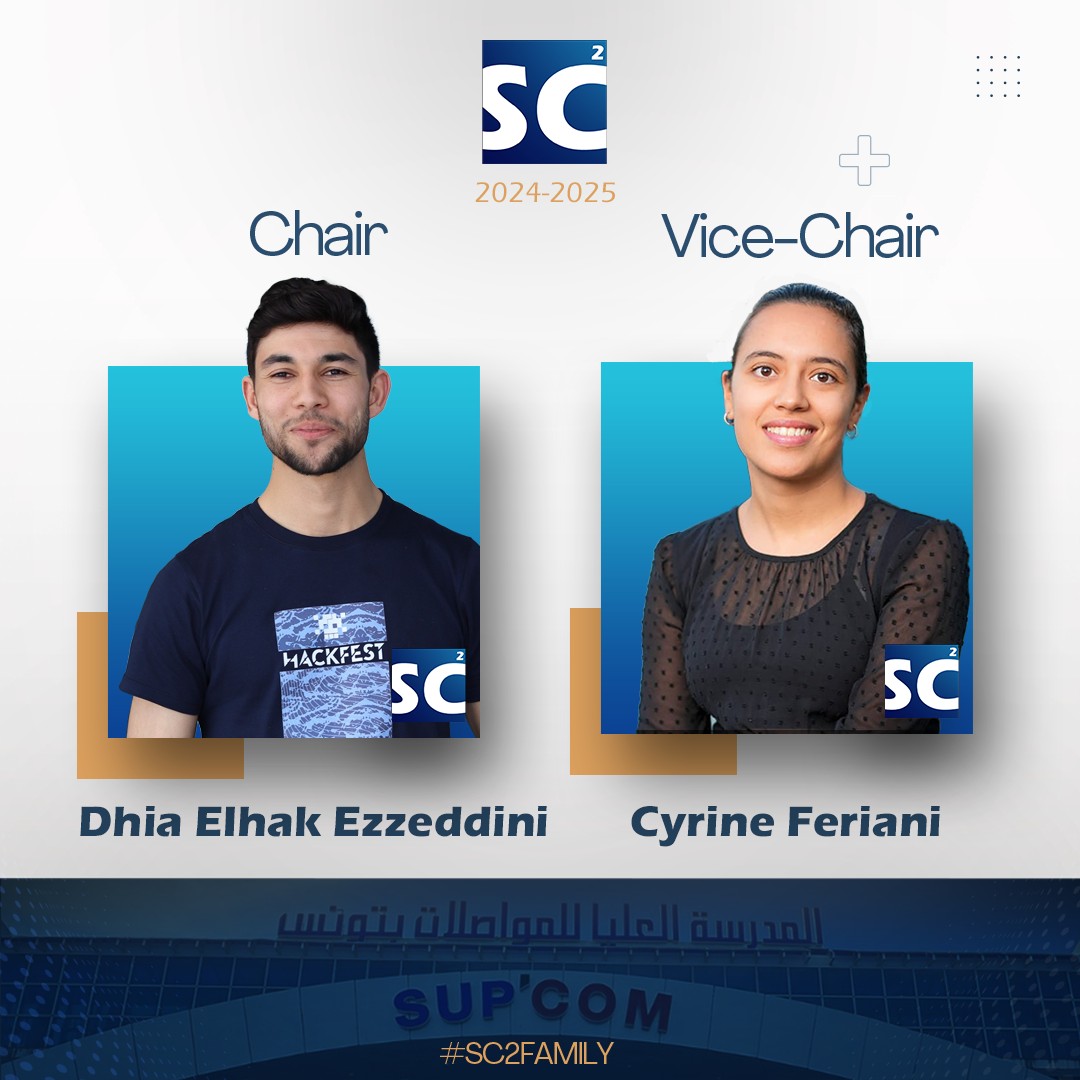 SC²
2024-2025
Chair
Vice-Chair
HACKFEST
SC²
SC²
Dhia Elhak Ezzeddini
Cyrine Feriani
المدرسة العليا للمواصلات بتونس
SUP'COM
#SC2FAMILY